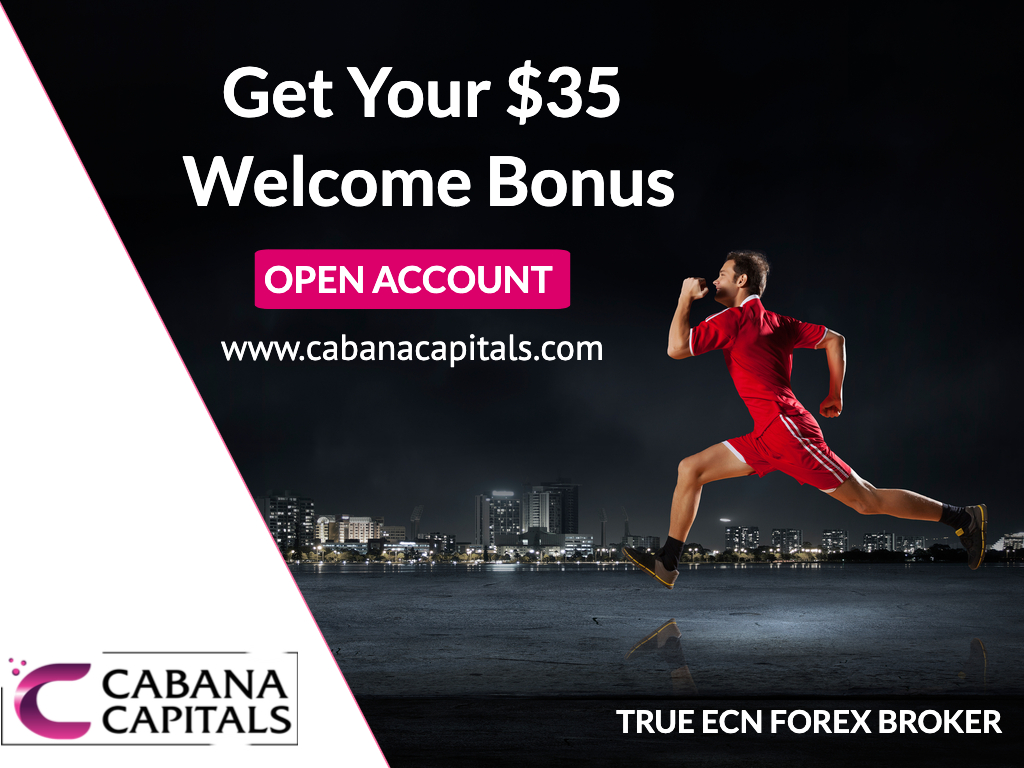 Get Your $35
Welcome Bonus
OPEN ACCOUNT
www.cabanacapitals.com
CABANA
CAPITALS
TRUE ECN FOREX BROKER